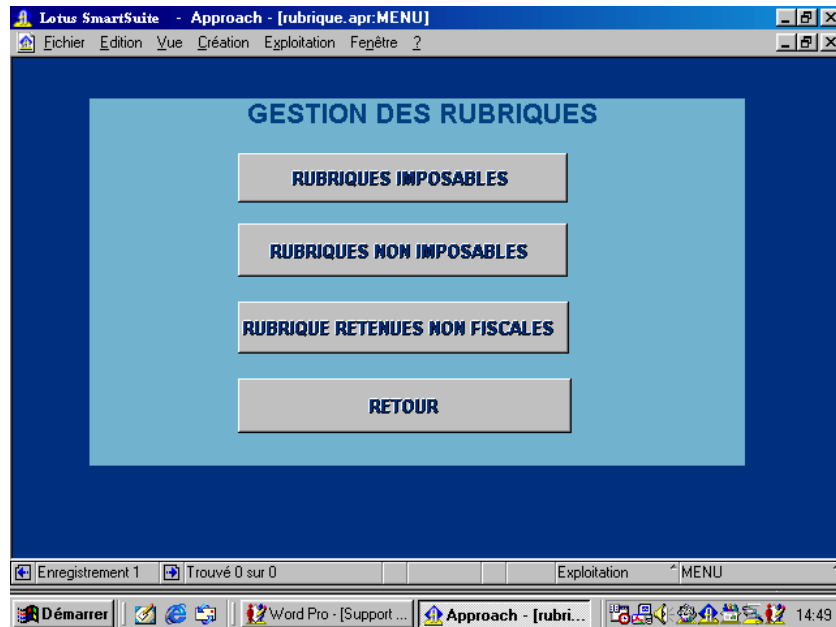 Lotus SmartSuite - Approach - [rubrique.apr:MENU]
Fichier Edition Vue Création Exploitation Fenêtre ?
GESTION DES RUBRIQUES
RUBRIQUES IMPOSABLES
RUBRIQUES NON IMPOSABLES
RUBRIQUE RETENUES NON FISCALES
RETOUR
Enregistrement 1 Trouvé 0 sur 0 Exploitation MENU
Démarrer Word Pro - [Support ... Approach - [rubri... 14:49